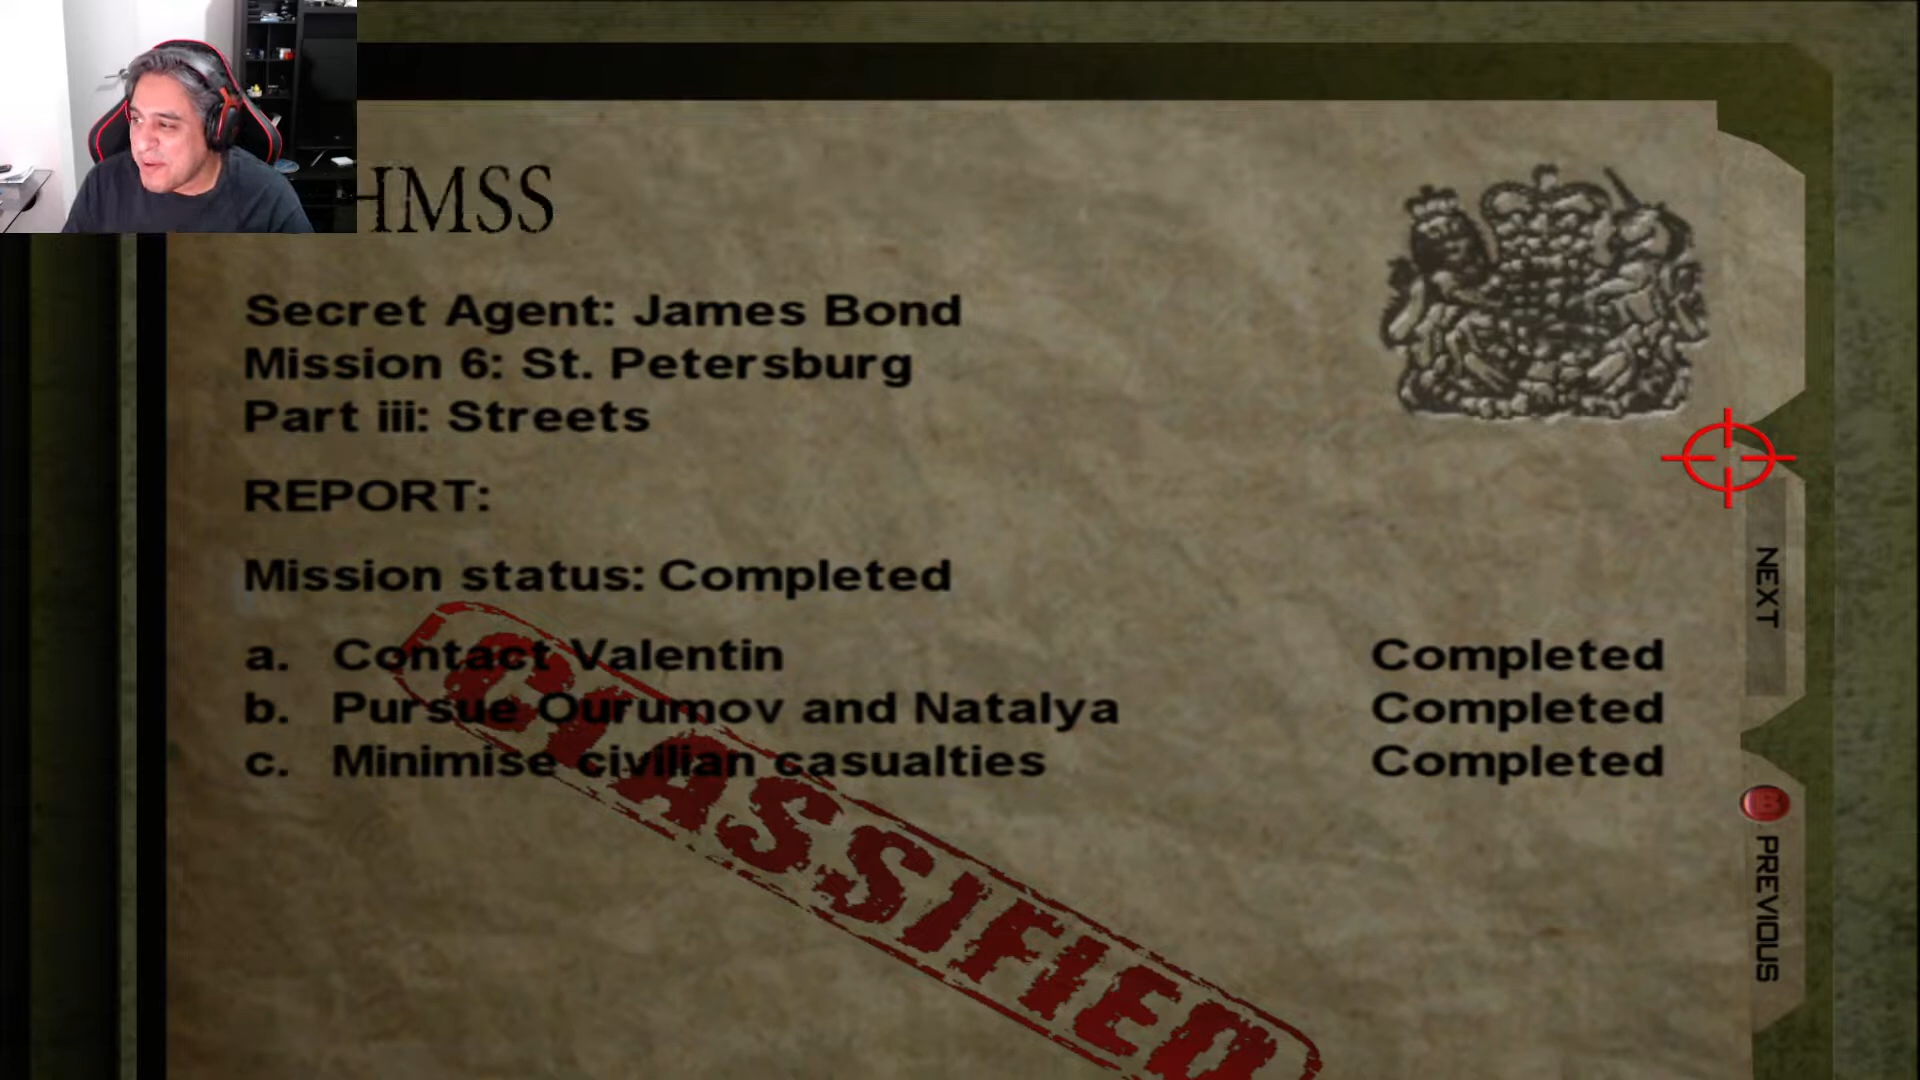 HMSS
Secret Agent: James Bond
Mission 6: St. Petersburg
Part iii: Streets
REPORT:
Mission status: Completed
a. Contact Valentin Completed
b. Pursue Ourumov and Natalya Completed
c. Minimise civilian casualties Completed
CLASSIFIED
NEXT
B PREVIOUS